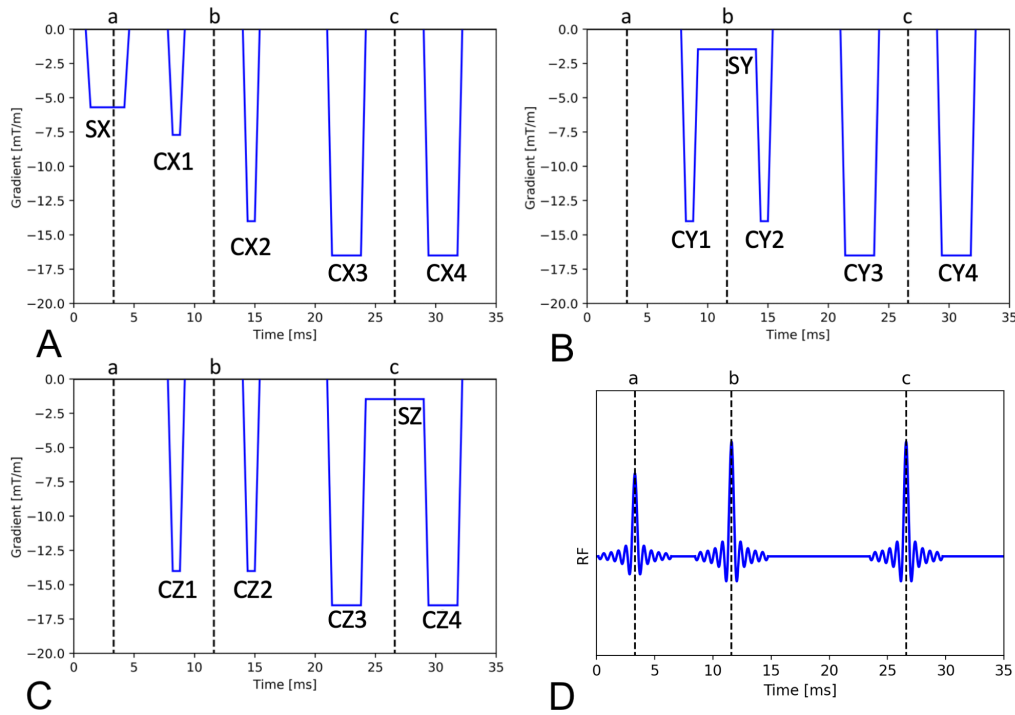 a b c
0.0
-2.5
-5.0
-7.5
-10.0
-12.5
-15.0
-17.5
-20.0
Gradient [mT/m]
SX
CX1
CX2
CX3
CX4
0 5 10 15 20 25 30 35
Time [ms]
A
a b c
0.0
-2.5
-5.0
-7.5
-10.0
-12.5
-15.0
-17.5
-20.0
Gradient [mT/m]
SY
CY1
CY2
CY3
CY4
0 5 10 15 20 25 30 35
Time [ms]
B
a b c
0.0
-2.5
-5.0
-7.5
-10.0
-12.5
-15.0
-17.5
-20.0
Gradient [mT/m]
SZ
CZ1
CZ2
CZ3
CZ4
0 5 10 15 20 25 30 35
Time [ms]
C
a b c
RF
0 5 10 15 20 25 30 35
Time [ms]
D